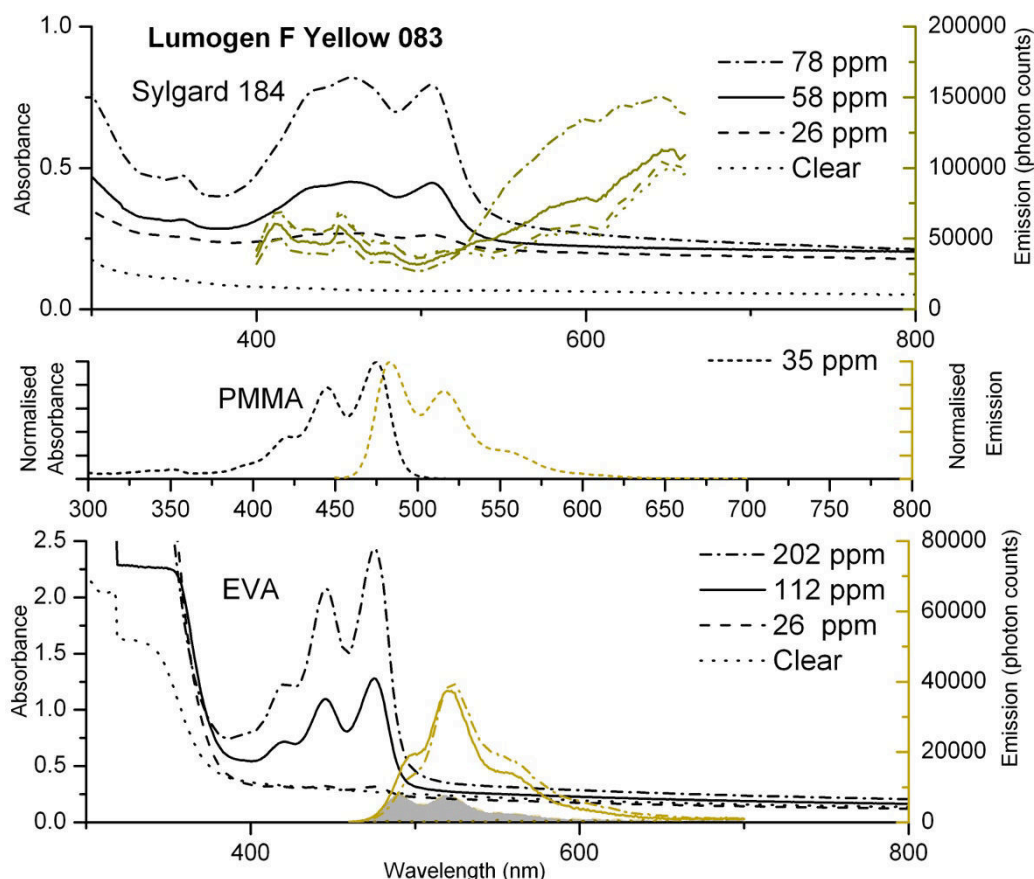 Lumogen F Yellow 083
Sylgard 184
78 ppm
58 ppm
26 ppm
Clear
Absorbance
1.0
0.5
0.0
400
600
800
200000
150000
100000
50000
0
Emission (photon counts)
PMMA
35 ppm
Normalised
Absorbance
Normalised
Emission
300 350 400 450 500 550 600 650 700 750 800
EVA
202 ppm
112 ppm
26 ppm
Clear
Absorbance
2.5
2.0
1.5
1.0
0.5
0.0
80000
60000
40000
20000
0
Emission (photon counts)
400
600
800
Wavelength (nm)